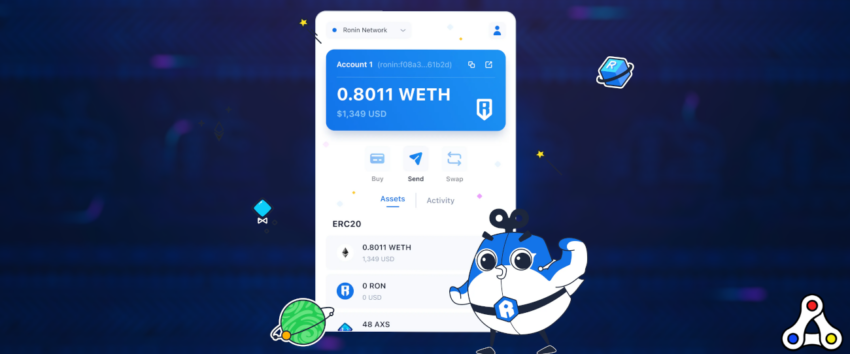 Ronin Network
Account 1 (ronin:f08a3...61b2d)
0.8011 WETH
$1,349 USD
Buy Send Swap
Assets Activity
ERC20
0.8011 WETH
1,349 USD
0 RON
0 USD
48 AXS
R
R